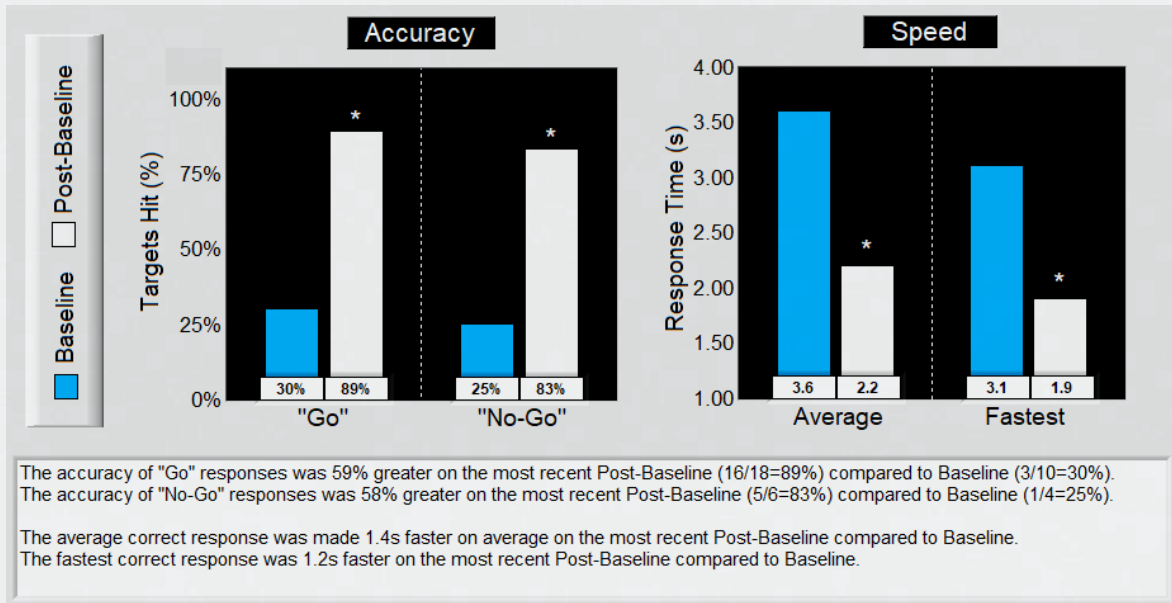 Accuracy
Speed
Post-Baseline
Baseline
Targets Hit (%)
100%
75%
50%
25%
0%
*
*
30%
89%
25%
83%
"Go"
"No-Go"
Response Time (s)
4.00
3.50
3.00
2.50
2.00
1.50
1.00
*
*
3.6
2.2
3.1
1.9
Average
Fastest
The accuracy of "Go" responses was 59% greater on the most recent Post-Baseline (16/18=89%) compared to Baseline (3/10=30%).
The accuracy of "No-Go" responses was 58% greater on the most recent Post-Baseline (5/6=83%) compared to Baseline (1/4=25%).
The average correct response was made 1.4s faster on average on the most recent Post-Baseline compared to Baseline.
The fastest correct response was 1.2s faster on the most recent Post-Baseline compared to Baseline.